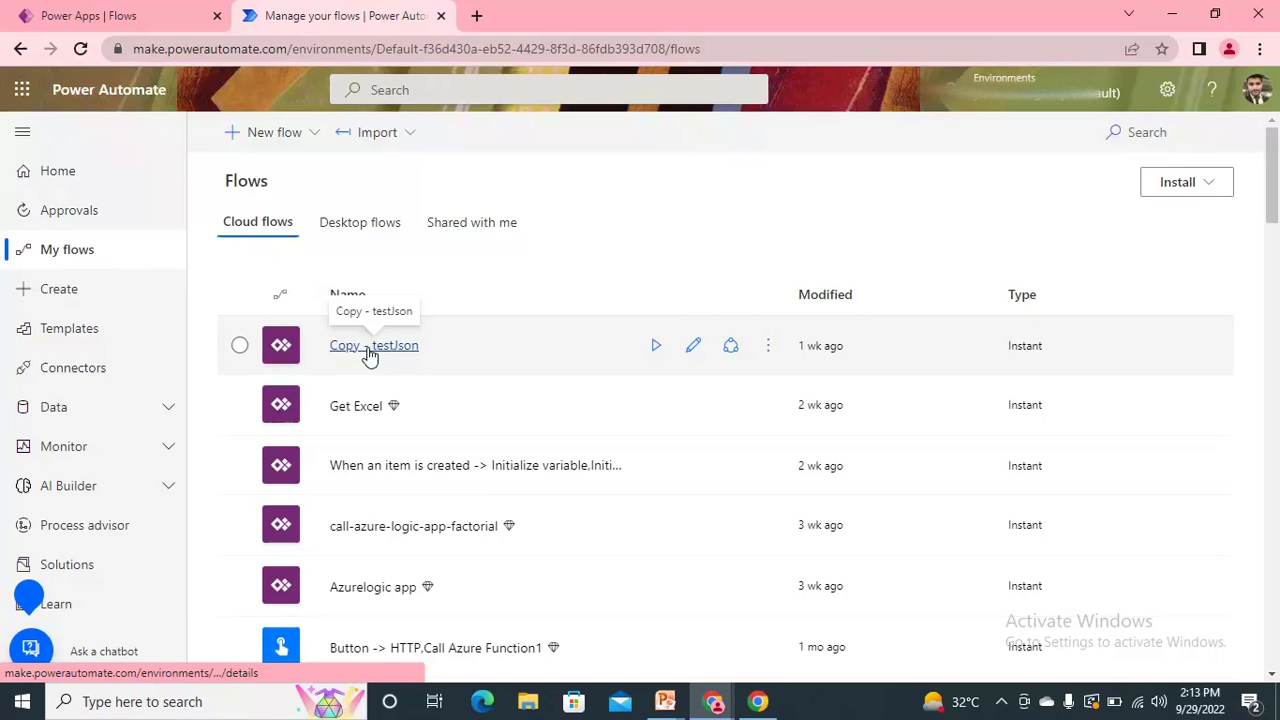 Power Apps | Flows
Manage your flows | Power Auto
make.powerautomate.com/environments/Default-f36d430a-eb52-4429-8f3d-86fdb393d708/flows
Power Automate
Search
Environments
ault)
New flow
Import
Search
Home
Approvals
My flows
Create
Templates
Connectors
Data
Monitor
AI Builder
Process advisor
Solutions
Learn
Ask a chatbot
Flows
Install
Cloud flows
Desktop flows
Shared with me
Name
Modified
Type
Copy - testJson
Copy - testJson
1 wk ago
Instant
Get Excel
2 wk ago
Instant
When an item is created -> Initialize variable,Initi...
2 wk ago
Instant
call-azure-logic-app-factorial
3 wk ago
Instant
Azurelogic app
3 wk ago
Instant
Button -> HTTP,Call Azure Function1
1 mo ago
Instant
Activate Windows
Go to Settings to activate Windows.
make.powerautomate.com/environments/.../details
Type here to search
32°C
2:13 PM
9/29/2022
2